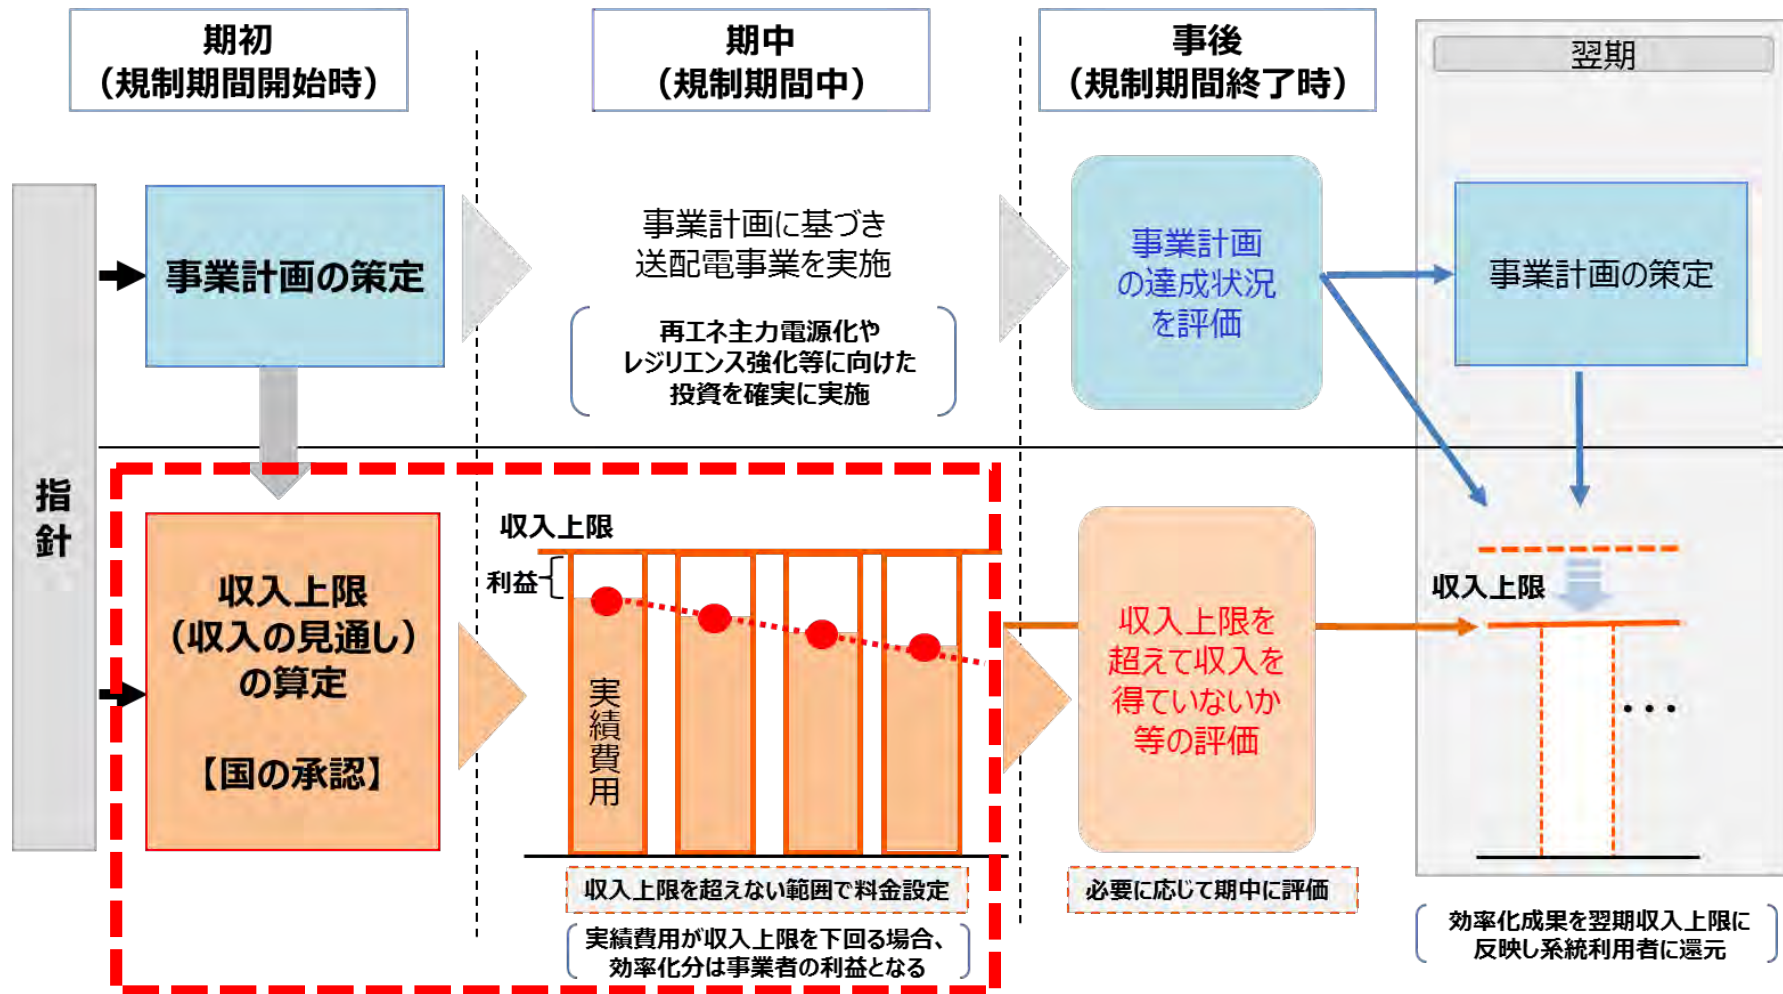 期初
（規制期間開始時）
期中
（規制期間中）
事後
（規制期間終了時）
翌期
指
針
事業計画の策定
事業計画に基づき
送配電事業を実施
再エネ主力電源化や
レジリエンス強化等に向けた
投資を確実に実施
事業計画
の達成状況
を評価
事業計画の策定
収入上限
（収入の見通し）
の算定
【国の承認】
収入上限
利益
実
績
費
用
収入上限を超えない範囲で料金設定
実績費用が収入上限を下回る場合、
効率化分は事業者の利益となる
収入上限を
超えて収入を
得ていないか
等の評価
必要に応じて期中に評価
収入上限
・・・
効率化成果を翌期収入上限に
反映し系統利用者に還元